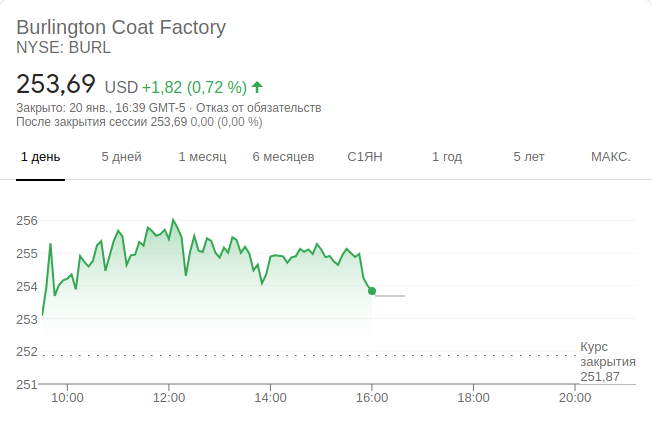 Burlington Coat Factory
NYSE: BURL
253,69 USD +1,82 (0,72 %)
Закрыто: 20 янв., 16:39 GMT-5 · Отказ от обязательств
После закрытия сессии 253,69 0,00 (0,00 %)
1 день 5 дней 1 месяц 6 месяцев С1ЯН 1 год 5 лет МАКС.
256
255
254
253
252
251
Курс
закрытия
251,87
10:00 12:00 14:00 16:00 18:00 20:00